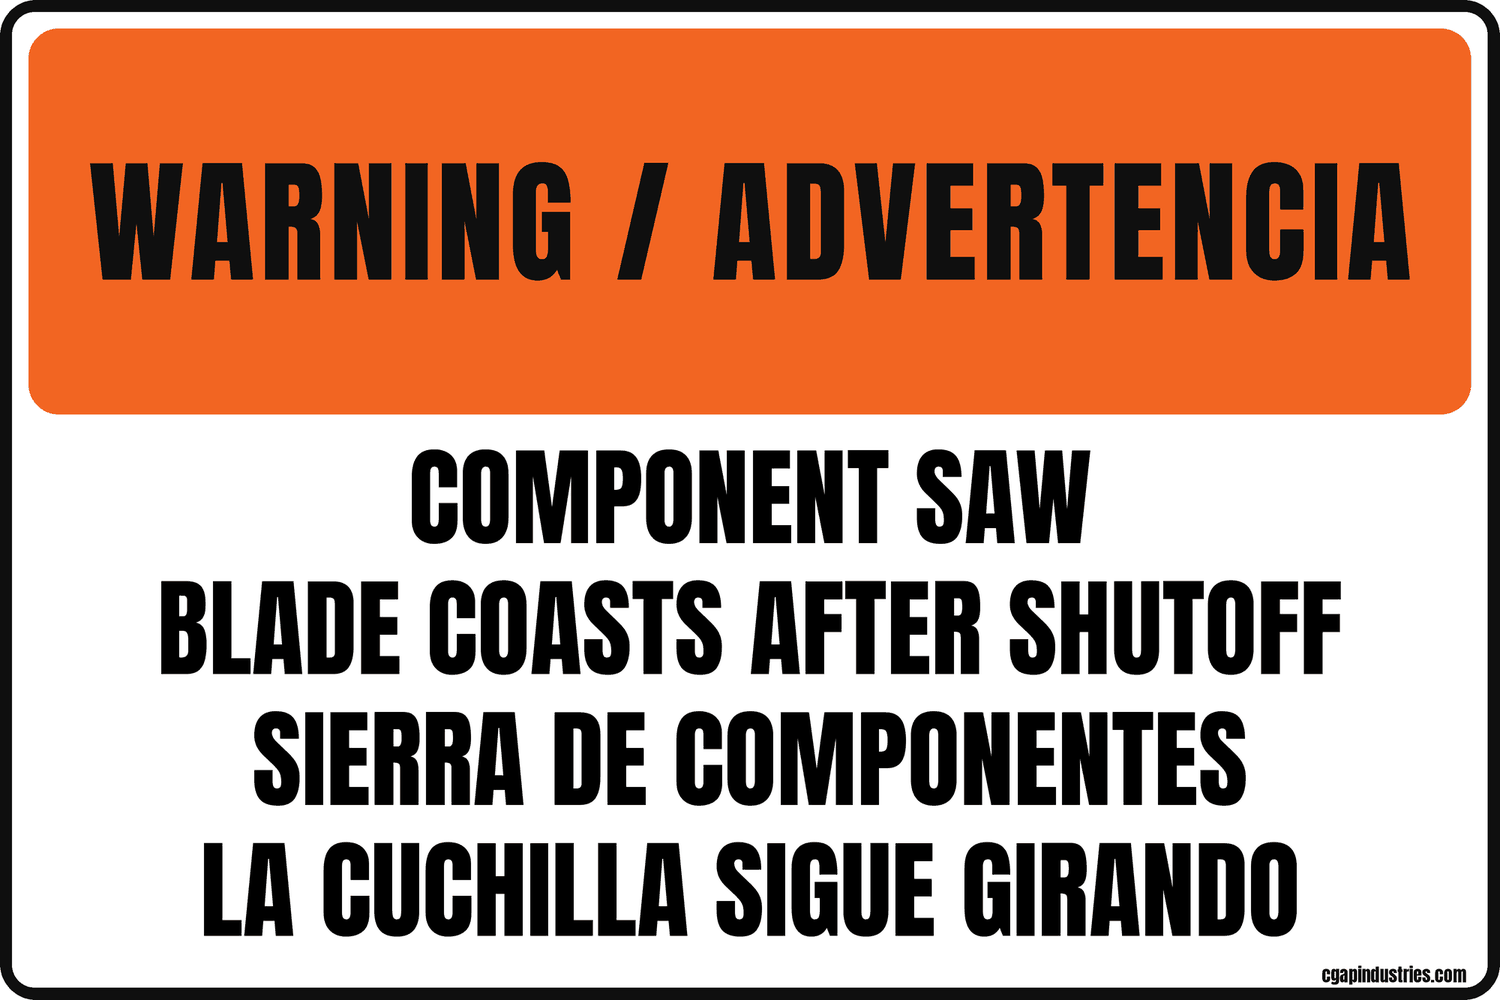 WARNING / ADVERTENCIA
COMPONENT SAW
BLADE COASTS AFTER SHUTOFF
SIERRA DE COMPONENTES
LA CUCHILLA SIGUE GIRANDO
cgapindustries.com